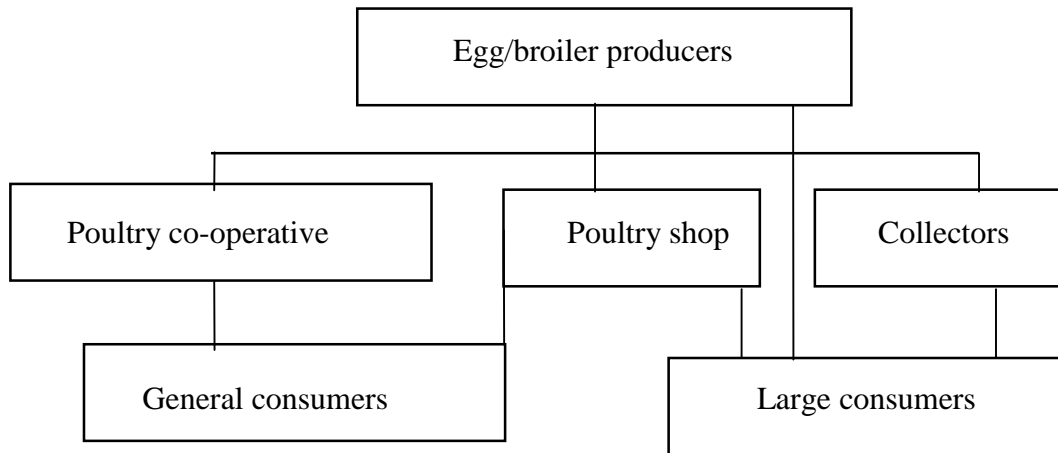 Egg/broiler producers
Poultry co-operative
Poultry shop
Collectors
General consumers
Large consumers